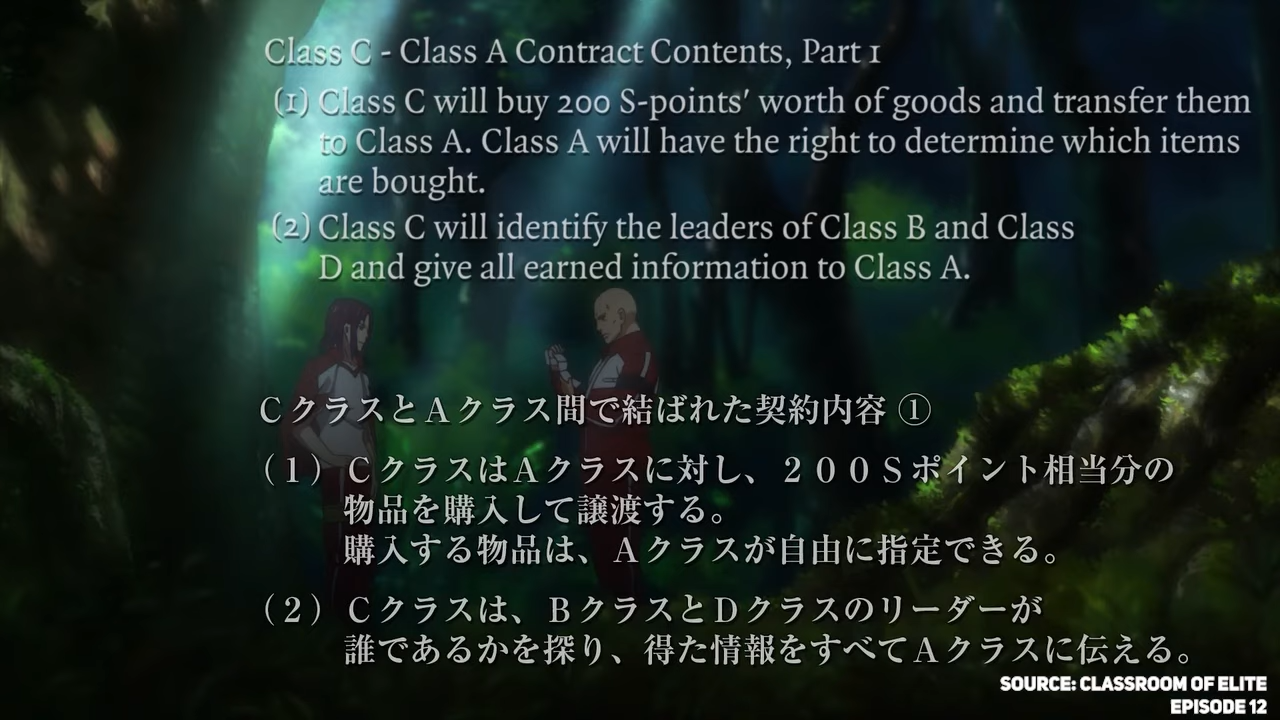 Class C - Class A Contract Contents, Part 1
(1) Class C will buy 200 S-points' worth of goods and transfer them
to Class A. Class A will have the right to determine which items
are bought.
(2) Class C will identify the leaders of Class B and Class
D and give all earned information to Class A.
CクラスとAクラス間で結ばれた契約内容 ①
（1）CクラスはAクラスに対し、200Sポイント相当分の
物品を購入して譲渡する。
購入する物品は、Aクラスが自由に指定できる。
（2）Cクラスは、BクラスとDクラスのリーダーが
誰であるかを探り、得た情報をすべてAクラスに伝える。
SOURCE: CLASSROOM OF ELITE
EPISODE 12